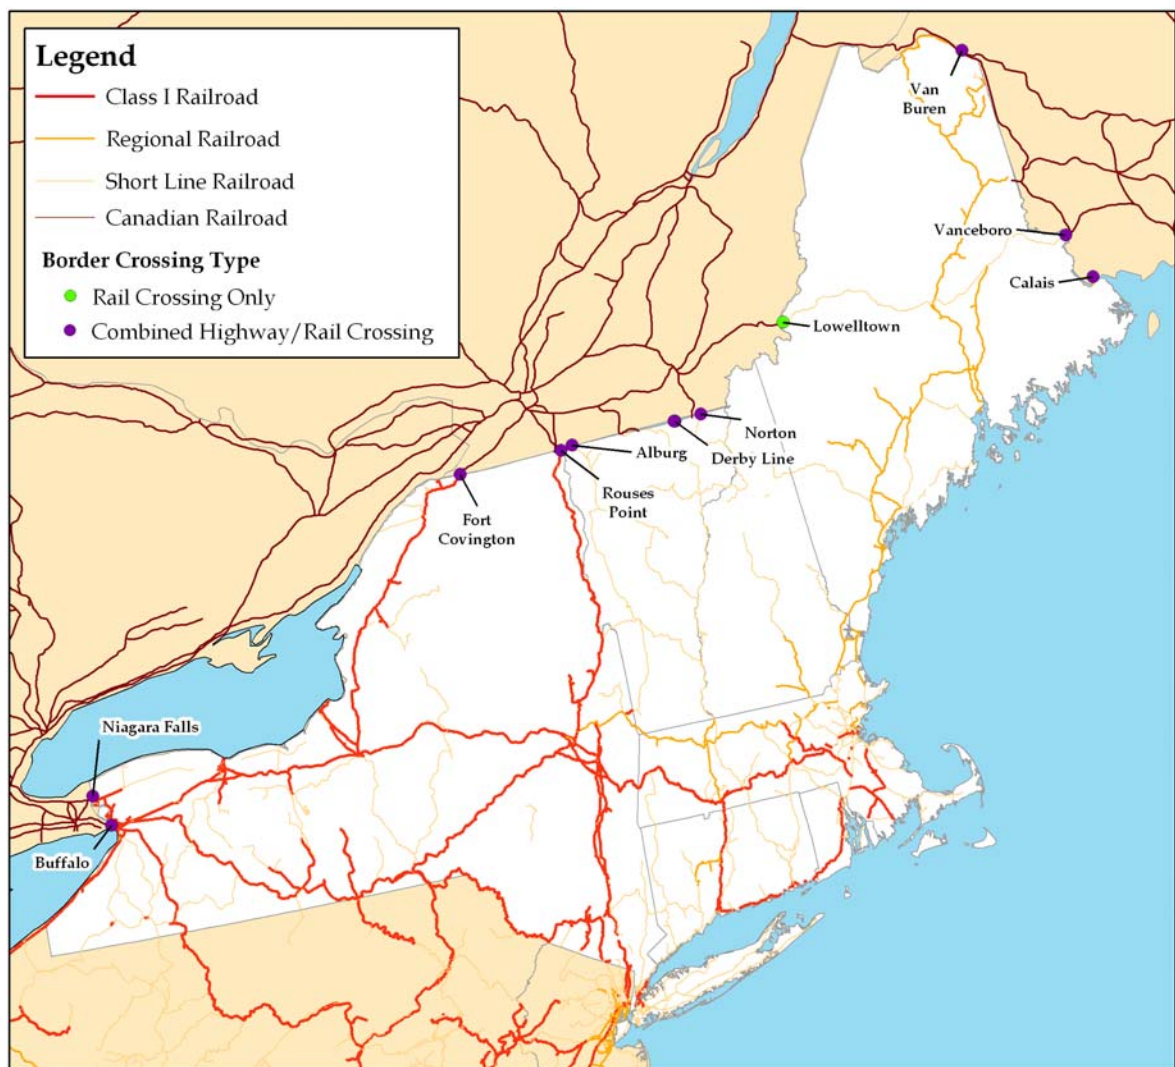 Legend
Class I Railroad
Regional Railroad
Short Line Railroad
Canadian Railroad
Border Crossing Type
Rail Crossing Only
Combined Highway/Rail Crossing
Van
Buren
Vanceboro
Calais
Lowelltown
Norton
Derby Line
Alburg
Rouses
Point
Fort
Covington
Niagara Falls
Buffalo